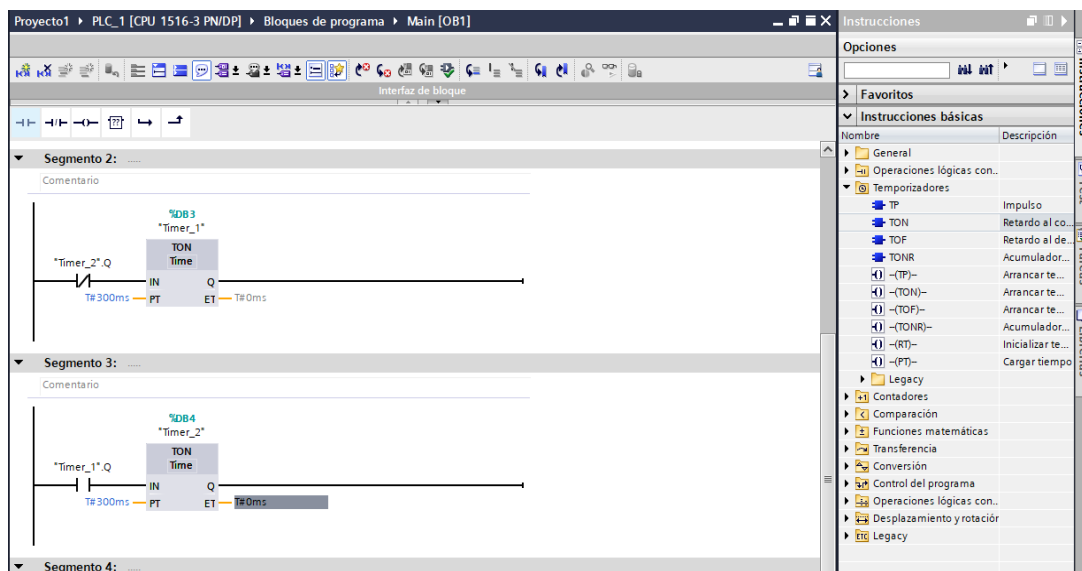 Proyecto1 PLC_1 [CPU 1516-3 PN/DP] Bloques de programa Main [OB1]
Interfaz de bloque
Segmento 2: .....
Comentario
%DB3
"Timer_1"
TON
Time
"Timer_2".Q
IN Q
T#300ms PT ET T#0ms
Segmento 3: .....
Comentario
%DB4
"Timer_2"
TON
Time
"Timer_1".Q
IN Q
T#300ms PT ET T#0ms
Segmento 4: .....
Instrucciones
Opciones
Favoritos
Instrucciones básicas
Nombre Descripción
General
Operaciones lógicas con..
Temporizadores
TP Impulso
TON Retardo al co...
TOF Retardo al de...
TONR Acumulador...
-(TP)- Arrancar te...
-(TON)- Arrancar te...
-(TOF)- Arrancar te...
-(TONR)- Acumulador...
-(RT)- Inicializar te...
-(PT)- Cargar tiempo
Legacy
Contadores
Comparación
Funciones matemáticas
Transferencia
Conversión
Control del programa
Operaciones lógicas con..
Desplazamiento y rotación
Legacy